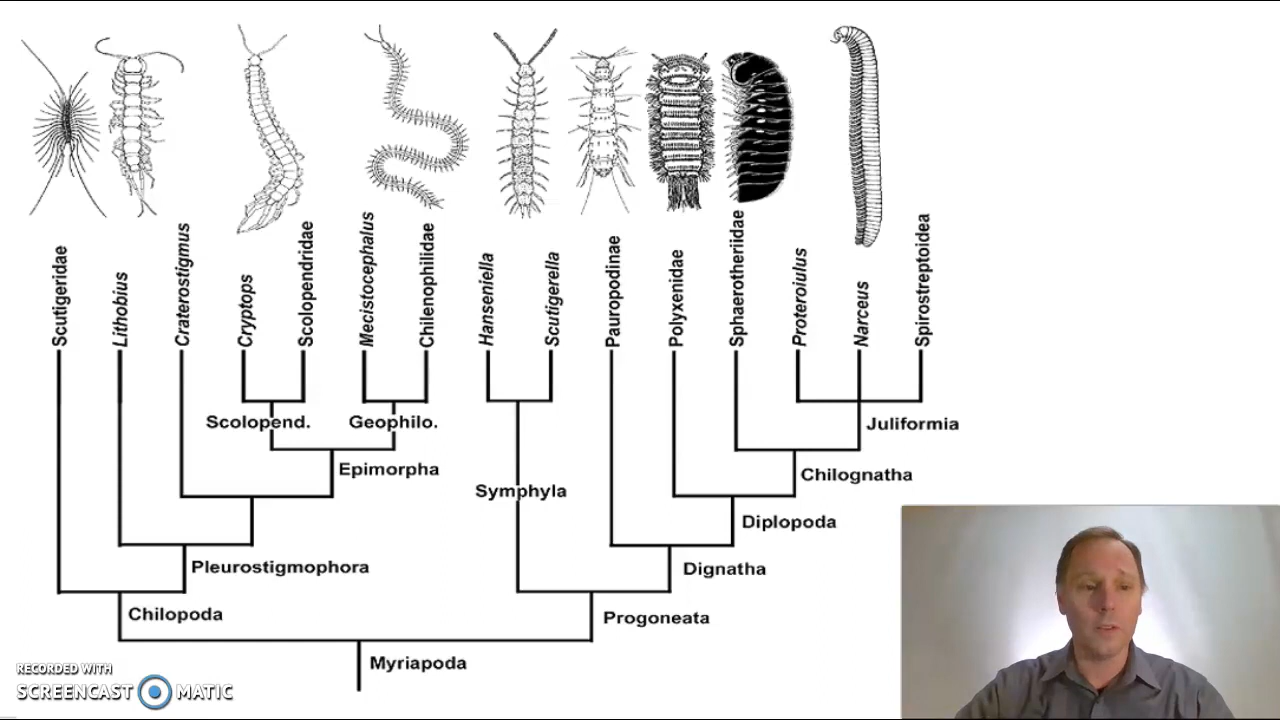 Scutigeridae
Lithobius
Craterostigmus
Cryptops
Scolopendridae
Mecistocephalus
Chilenophilidae
Hanseniella
Scutigerella
Pauropodinae
Polyxenidae
Sphaerotheriidae
Proteroiulus
Narceus
Spirostreptoidea
Scolopend.
Geophilo.
Juliformia
Epimorpha
Chilognatha
Symphyla
Diplopoda
Pleurostigmophora
Dignatha
Chilopoda
Progoneata
Myriapoda
RECORDED WITH
SCREENCAST MATIC